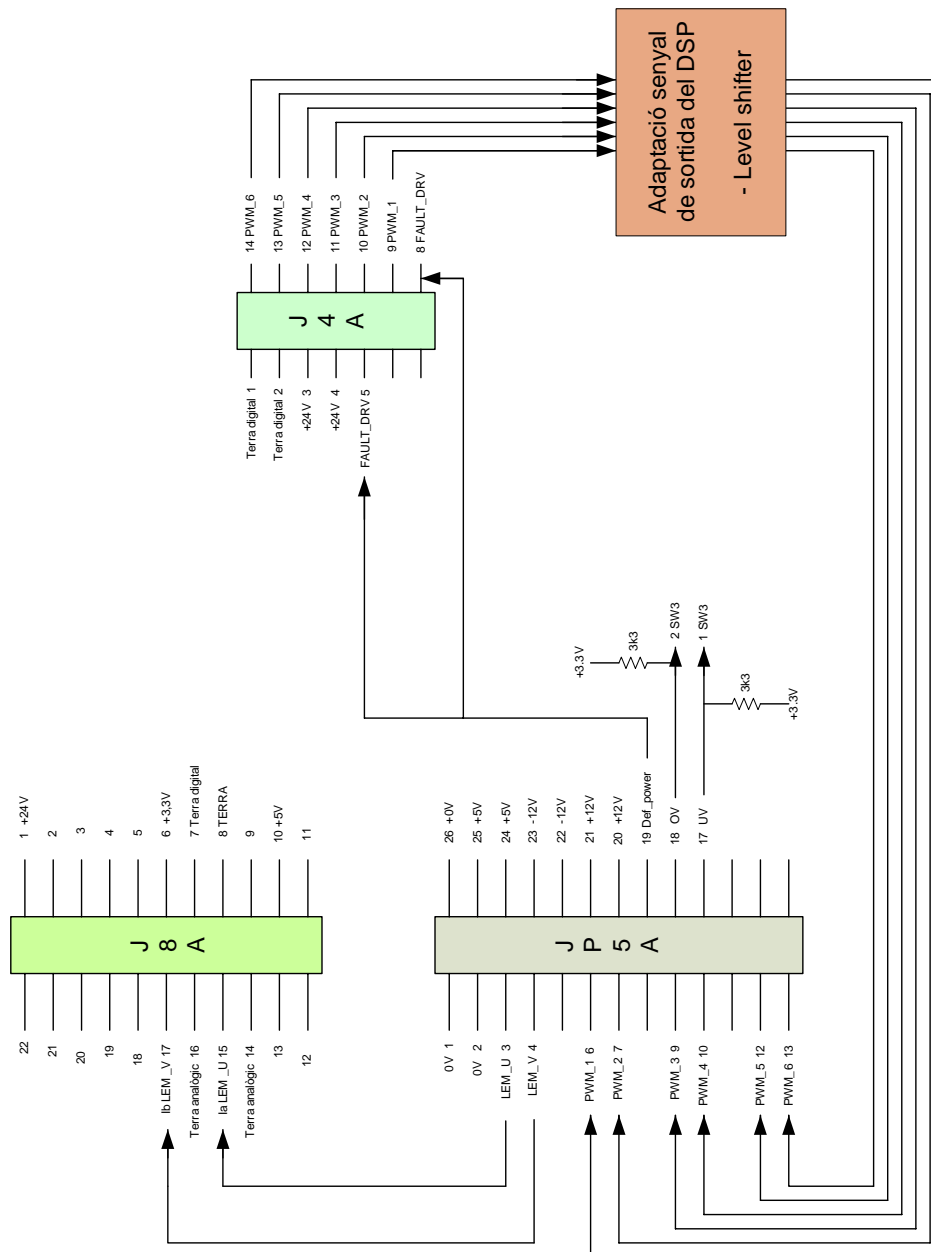 Adaptació senyal
de sortida del DSP
- Level shifter
14 PWM_6
13 PWM_5
12 PWM_4
11 PWM_3
10 PWM_2
9 PWM_1
8 FAULT_DRV
J4A
Terra digital 1
Terra digital 2
+24V 3
+24V 4
FAULT_DRV 5
+3.3V
3k3
2 SW3
1 SW3
3k3
+3.3V
1 +24V
2
3
4
5
6 +3,3V
7 Terra digital
8 TERRA
9
10 +5V
11
J8A
22
21
20
19
18
Ib LEM_V 17
Terra analògic 16
Ia LEM_U 15
Terra analògic 14
13
12
26 +0V
25 +5V
24 +5V
23 -12V
22 -12V
21 +12V
20 +12V
19 Def_power
18 OV
17 UV
JP5A
0V 1
0V 2
LEM_U 3
LEM_V 4
PWM_1 6
PWM_2 7
PWM_3 9
PWM_4 10
PWM_5 12
PWM_6 13